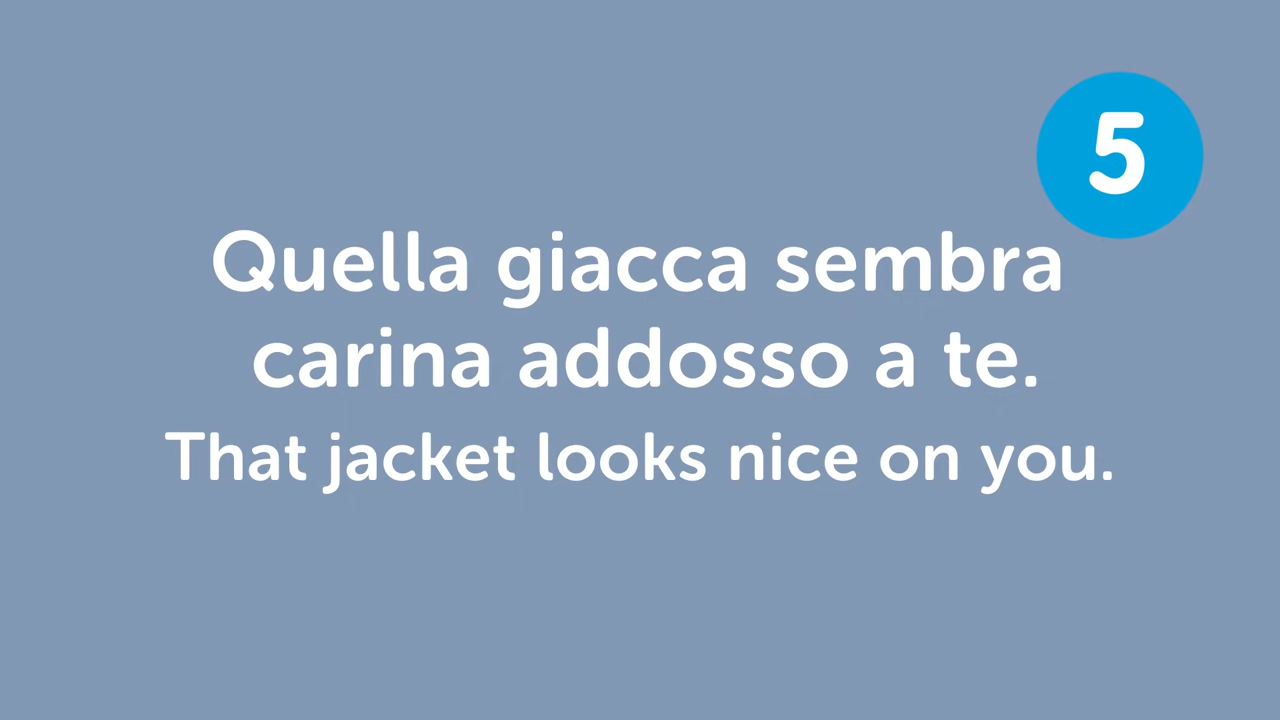 5
Quella giacca sembra
carina addosso a te.
That jacket looks nice on you.